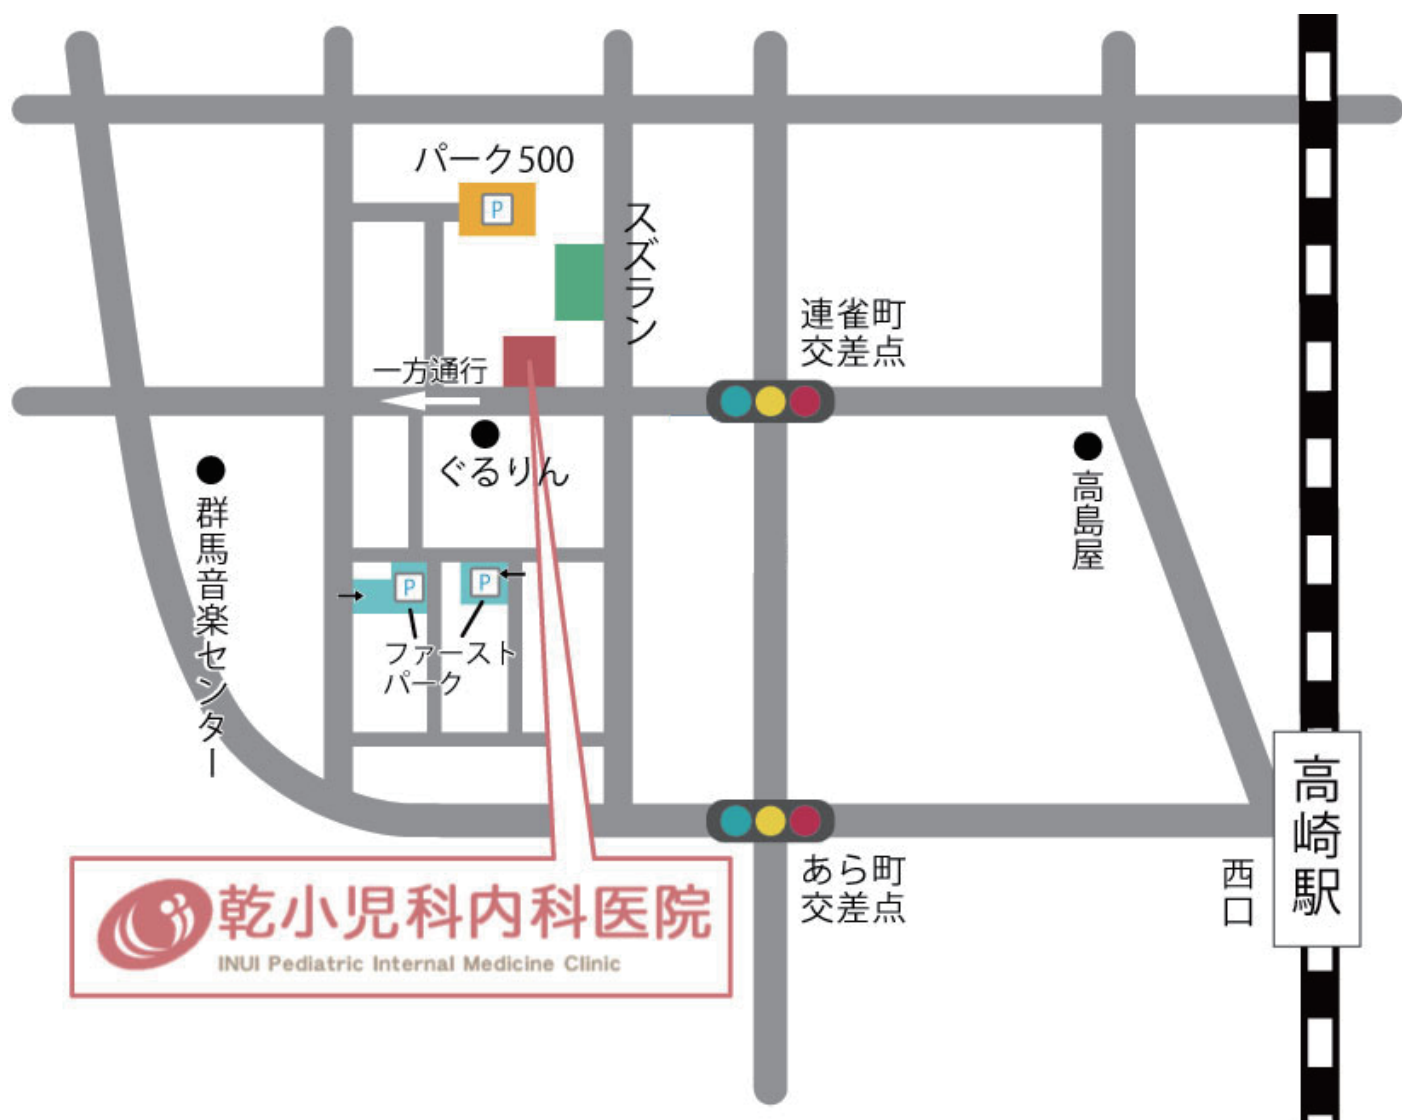 パーク500
P
スズラン
連雀町
交差点
一方通行
ぐるりん
高島屋
群馬音楽センター
P
P
ファースト
パーク
高崎駅
西口
あら町
交差点
乾小児科内科医院
INUI Pediatric Internal Medicine Clinic